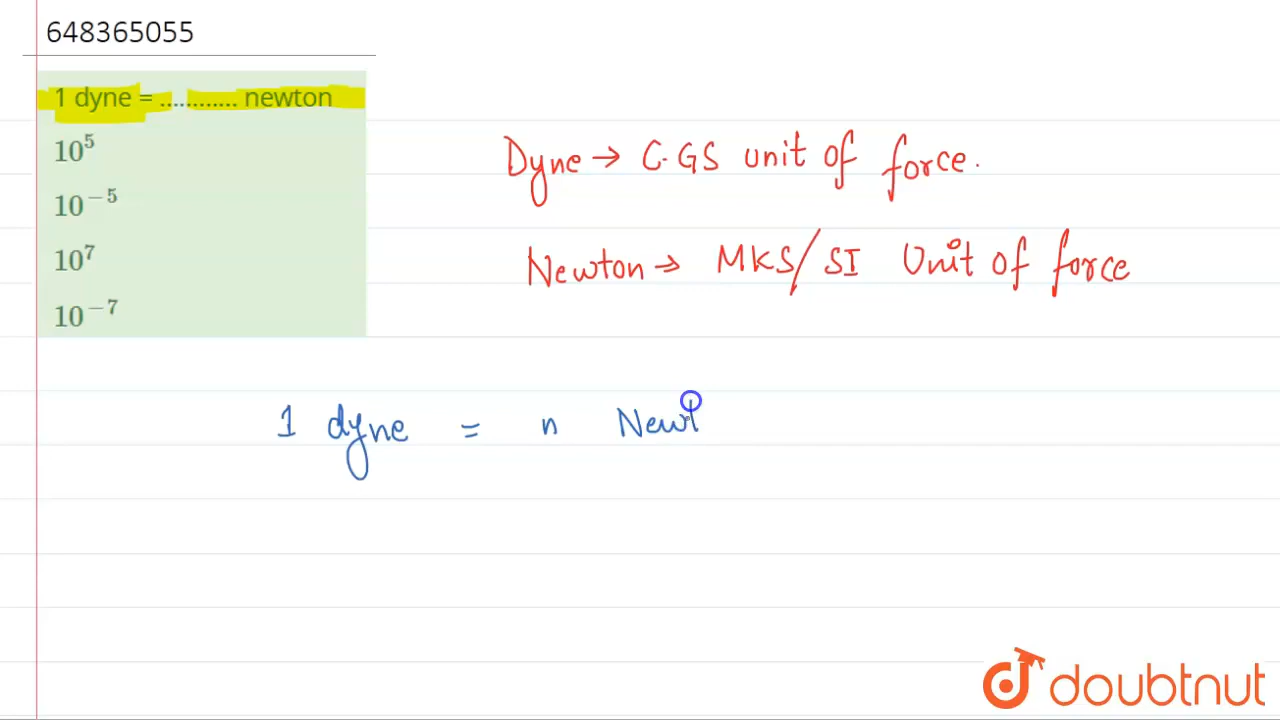 648365055
1 dyne = ............ newton
10^5
10^-5
10^7
10^-7
Dyne → C.GS unit of force.
Newton → MKS/SI Unit of force
1 dyne = n Newt
doubtnut